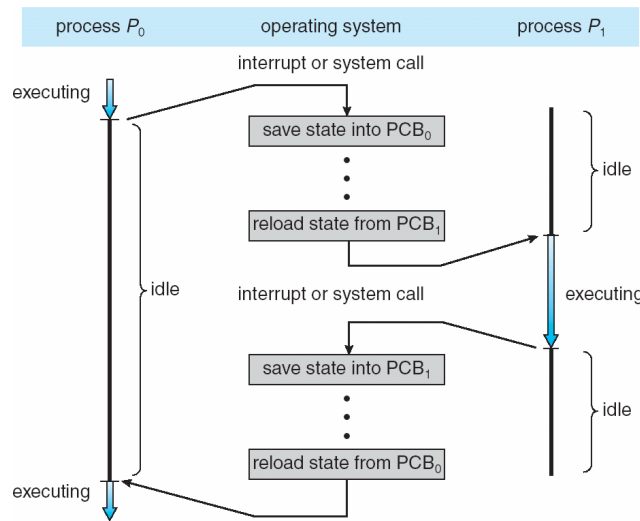 process P₀ operating system process P₁
interrupt or system call
executing
save state into PCB₀
•
•
•
idle
reload state from PCB₁
idle
interrupt or system call
executing
save state into PCB₁
•
•
•
idle
reload state from PCB₀
executing